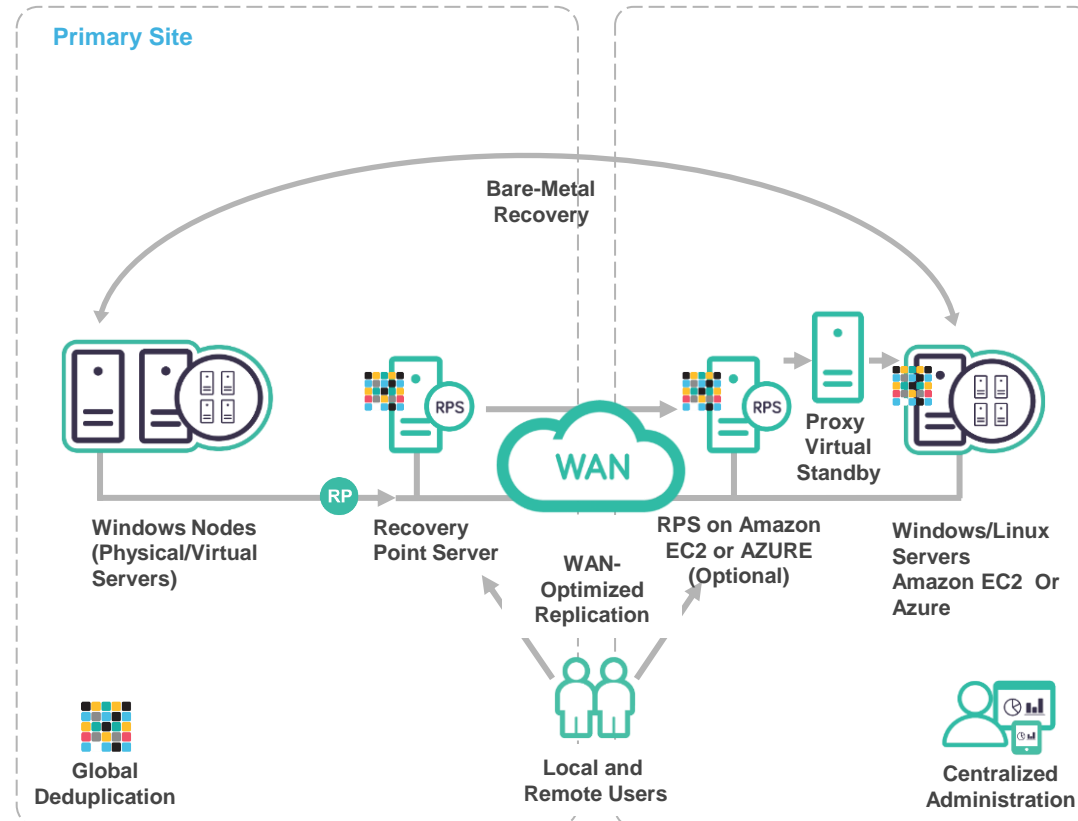 Primary Site
Bare-Metal
Recovery
RPS
RPS
WAN
Proxy
Virtual
Standby
RP
Windows Nodes
(Physical/Virtual
Servers)
Recovery
Point Server
WAN-
Optimized
Replication
RPS on Amazon
EC2 or AZURE
(Optional)
Windows/Linux
Servers
Amazon EC2 Or
Azure
Global
Deduplication
Local and
Remote Users
Centralized
Administration